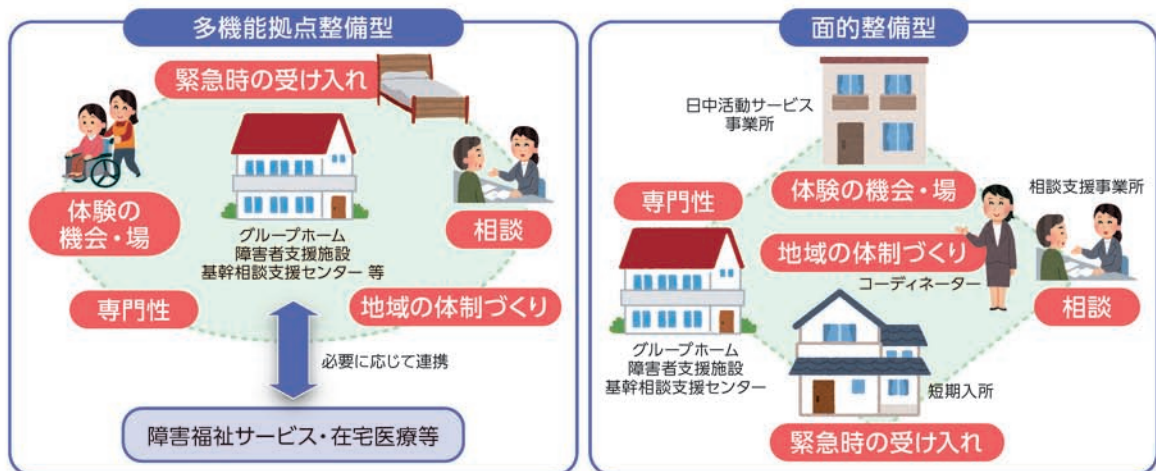 多機能拠点整備型
緊急時の受け入れ
体験の
機会・場
グループホーム
障害者支援施設
基幹相談支援センター 等
相談
専門性
地域の体制づくり
必要に応じて連携
障害福祉サービス・在宅医療等
面的整備型
日中活動サービス
事業所
体験の機会・場
相談支援事業所
専門性
地域の体制づくり
コーディネーター
相談
グループホーム
障害者支援施設
基幹相談支援センター
短期入所
緊急時の受け入れ